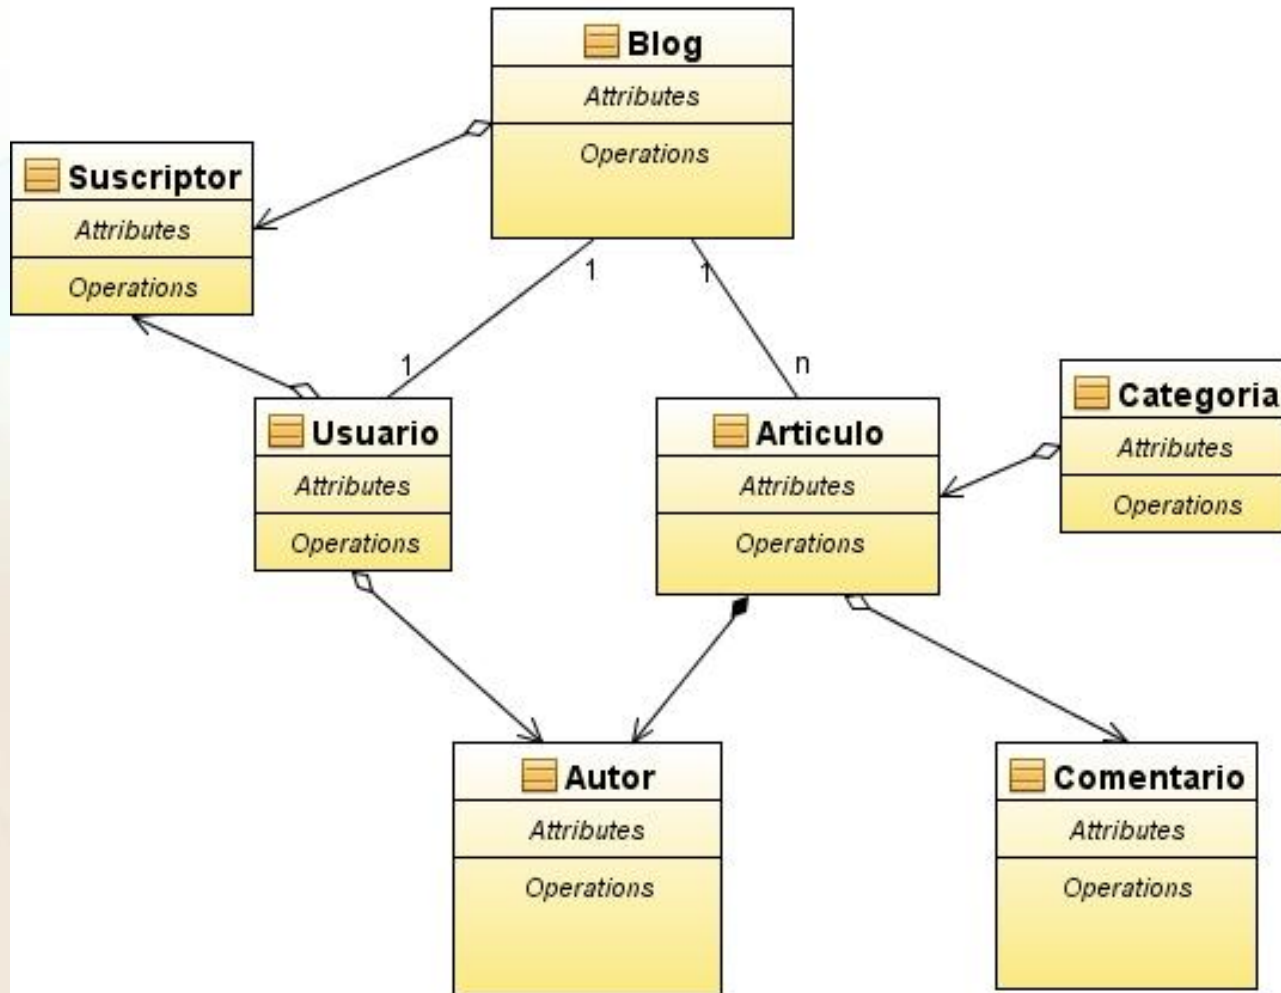 Blog
Attributes
Operations
Suscriptor
Attributes
Operations
1
1
1
n
Usuario
Attributes
Operations
Articulo
Attributes
Operations
Categoria
Attributes
Operations
Autor
Attributes
Operations
Comentario
Attributes
Operations